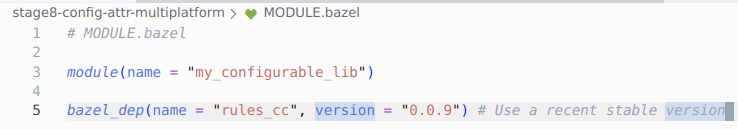 stage8-config-attr-multiplatform > MODULE.bazel
1 # MODULE.bazel
2
3 module(name = "my_configurable_lib")
4
5 bazel_dep(name = "rules_cc", version = "0.0.9") # Use a recent stable version